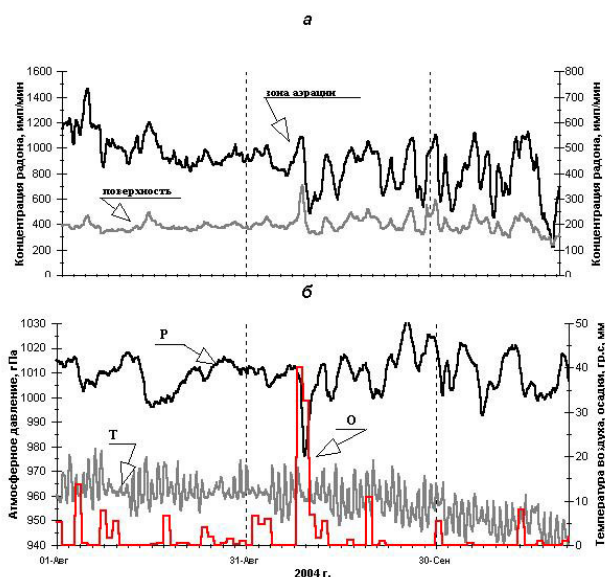 а
Концентрация радона, имп/мин
1600
1400
1200
1000
800
600
400
200
0
зона аэрации
поверхность
800
700
600
500
400
300
200
100
0
Концентрация радона, имп/мин
б
Атмосферное давление, гПа
1030
1020
1010
1000
990
980
970
960
950
940
P
T
O
50
40
30
20
10
0
Температура воздуха, осадки, гр.с, мм
01-Авг
31-Авг
30-Сен
2004 г.